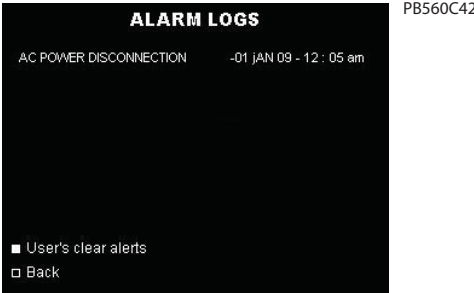 ALARM LOGS
AC POWER DISCONNECTION -01 jAN 09 - 12 : 05 am
User's clear alerts
Back
PB560C42